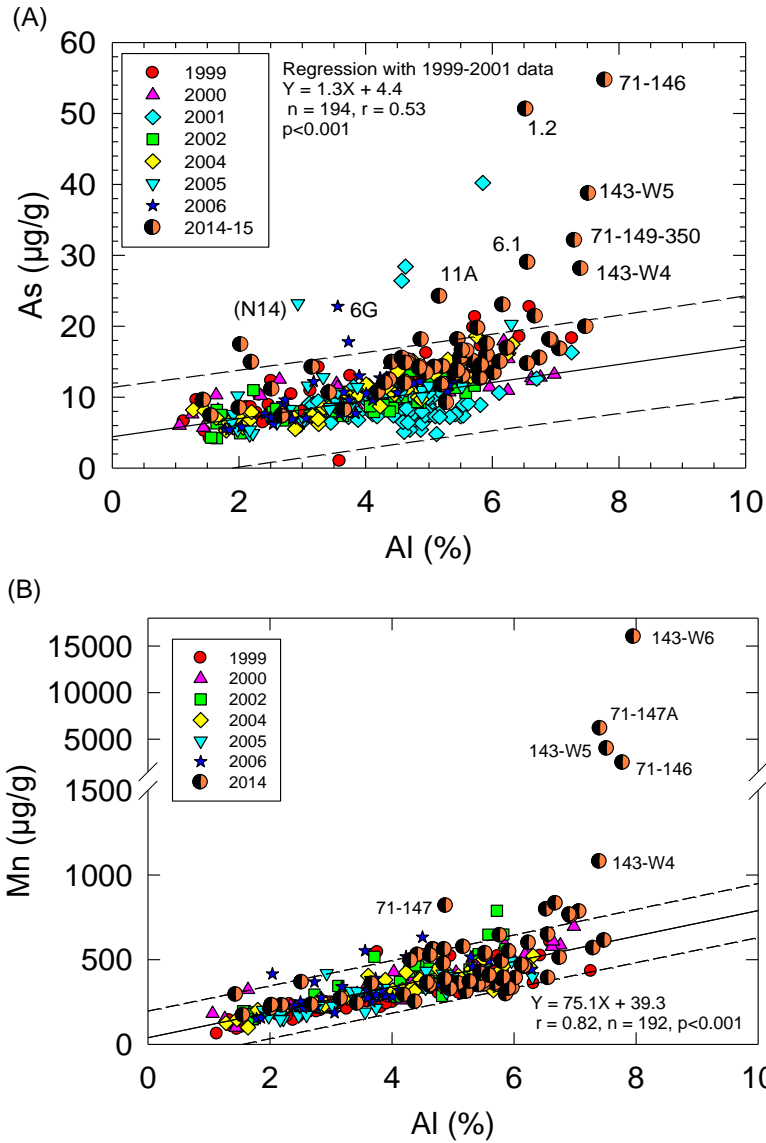 (A)
60
50
40
30
20
10
0
As (µg/g)
1999
2000
2001
2002
2004
2005
2006
2014-15
Regression with 1999-2001 data
Y = 1.3X + 4.4
n = 194, r = 0.53
p<0.001
71-146
1.2
143-W5
71-149-350
6.1
143-W4
11A
(N14)
6G
0 2 4 6 8 10
Al (%)
(B)
15000
10000
5000
1500
1000
500
0
Mn (µg/g)
1999
2000
2002
2004
2005
2006
2014
143-W6
71-147A
143-W5
71-146
143-W4
71-147
Y = 75.1X + 39.3
r = 0.82, n = 192, p<0.001
0 2 4 6 8 10
Al (%)